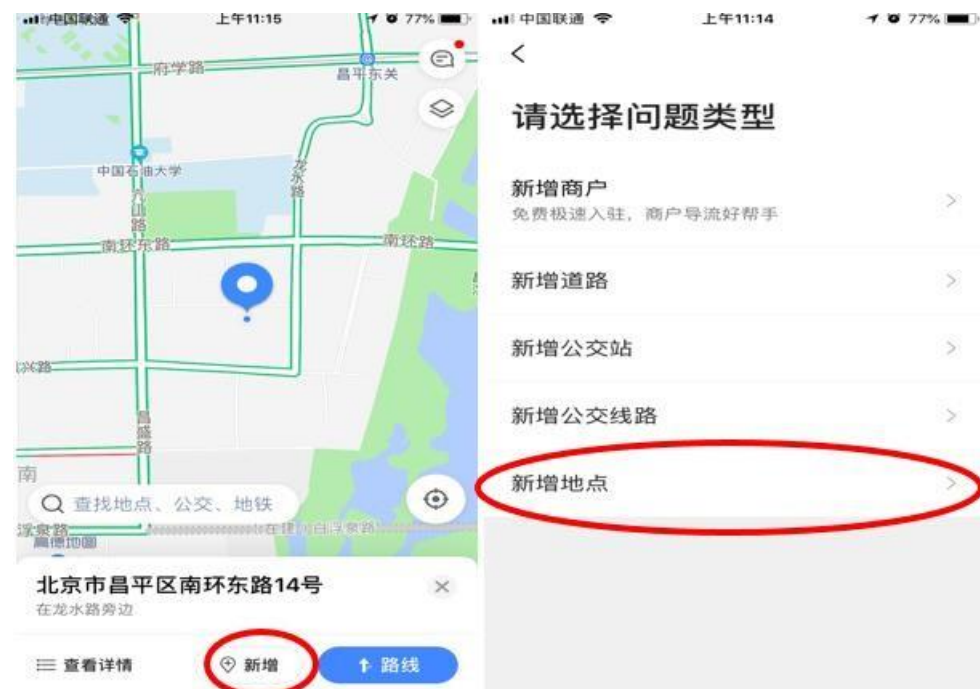 中国联通
上午11:15
77%
府学路
昌平东关
中国石油大学
龙水路
南环东路
南环路
昌盛路
南
查找地点、公交、地铁
高德地图
北京市昌平区南环东路14号
在龙水路旁边
查看详情
新增
路线
中国联通
上午11:14
77%
请选择问题类型
新增商户
免费极速入驻，商户导流好帮手
新增道路
新增公交站
新增公交线路
新增地点